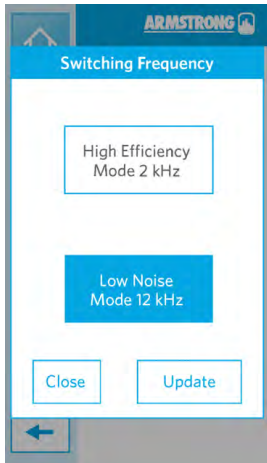 ARMSTRONG
Switching Frequency
High Efficiency
Mode 2 kHz
Low Noise
Mode 12 kHz
Close
Update